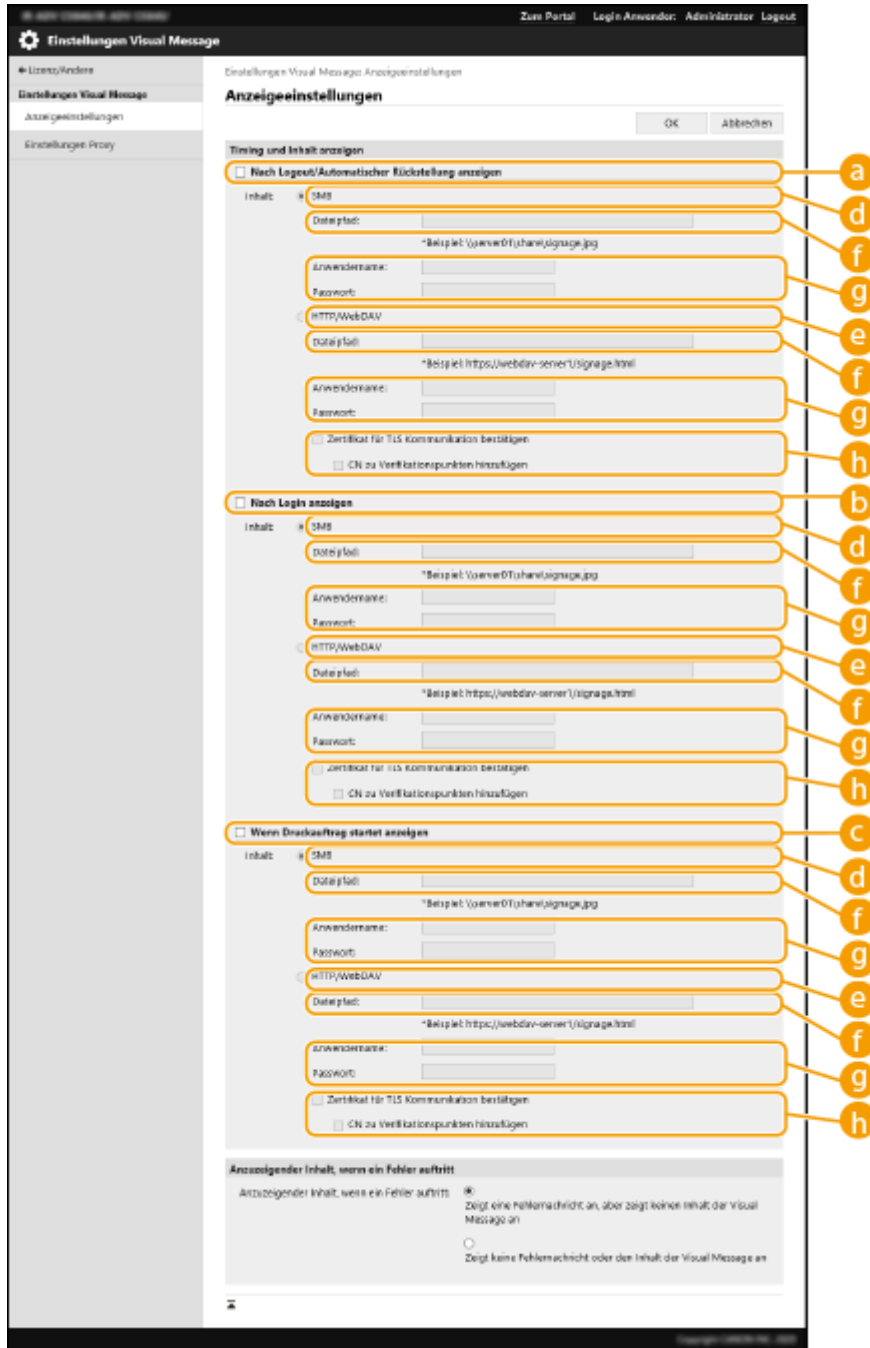 Zum Portal Login Anwender: Administrator Logout
Einstellungen Visual Message
Lizenz/Andere
Einstellungen Visual Message
Anzeigeeinstellungen
Einstellungen Proxy
Einstellungen Visual Message: Anzeigeeinstellungen
Anzeigeeinstellungen
OK Abbrechen
Timing und Inhalt anzeigen
Nach Logout/Automatischer Rückstellung anzeigen a
Inhalt: SMB d
Dateipfad: f
*Beispiel: \\server01\share\signage.jpg
Anwendername:
Passwort: g
HTTP/WebDAV e
Dateipfad: f
*Beispiel: https://webdav-server1/signage.html
Anwendername:
Passwort: g
Zertifikat für TLS Kommunikation bestätigen
CN zu Verifikationspunkten hinzufügen h
Nach Login anzeigen b
Inhalt: SMB d
Dateipfad: f
*Beispiel: \\server01\share\signage.jpg
Anwendername:
Passwort: g
HTTP/WebDAV e
Dateipfad: f
*Beispiel: https://webdav-server1/signage.html
Anwendername:
Passwort: g
Zertifikat für TLS Kommunikation bestätigen
CN zu Verifikationspunkten hinzufügen h
Wenn Druckauftrag startet anzeigen c
Inhalt: SMB d
Dateipfad: f
*Beispiel: \\server01\share\signage.jpg
Anwendername:
Passwort: g
HTTP/WebDAV e
Dateipfad: f
*Beispiel: https://webdav-server1/signage.html
Anwendername:
Passwort: g
Zertifikat für TLS Kommunikation bestätigen
CN zu Verifikationspunkten hinzufügen h
Anzuzeigender Inhalt, wenn ein Fehler auftritt
Anzuzeigender Inhalt, wenn ein Fehler auftritt:
Zeigt eine Fehlernachricht an, aber zeigt keinen Inhalt der Visual
Message an
Zeigt keine Fehlernachricht oder den Inhalt der Visual Message an